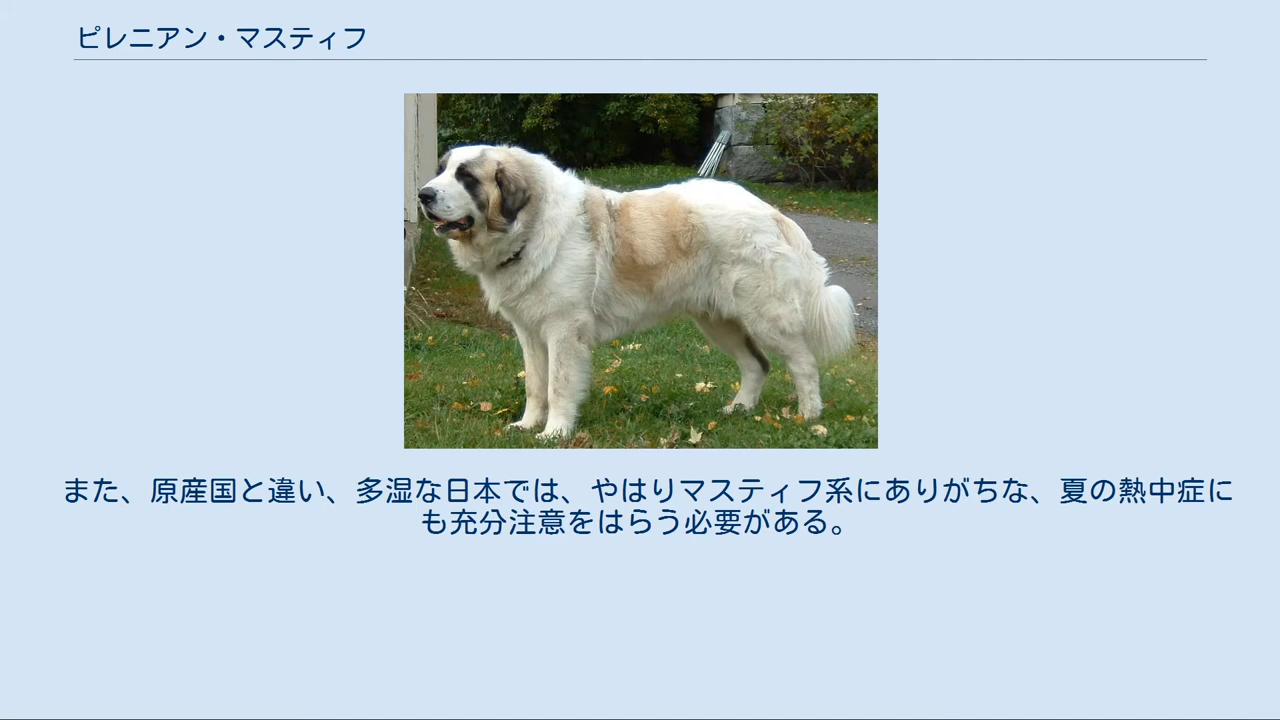 ピレニアン・マスティフ
また、原産国と違い、多湿な日本では、やはりマスティフ系にありがちな、夏の熱中症に
も充分注意をはらう必要がある。